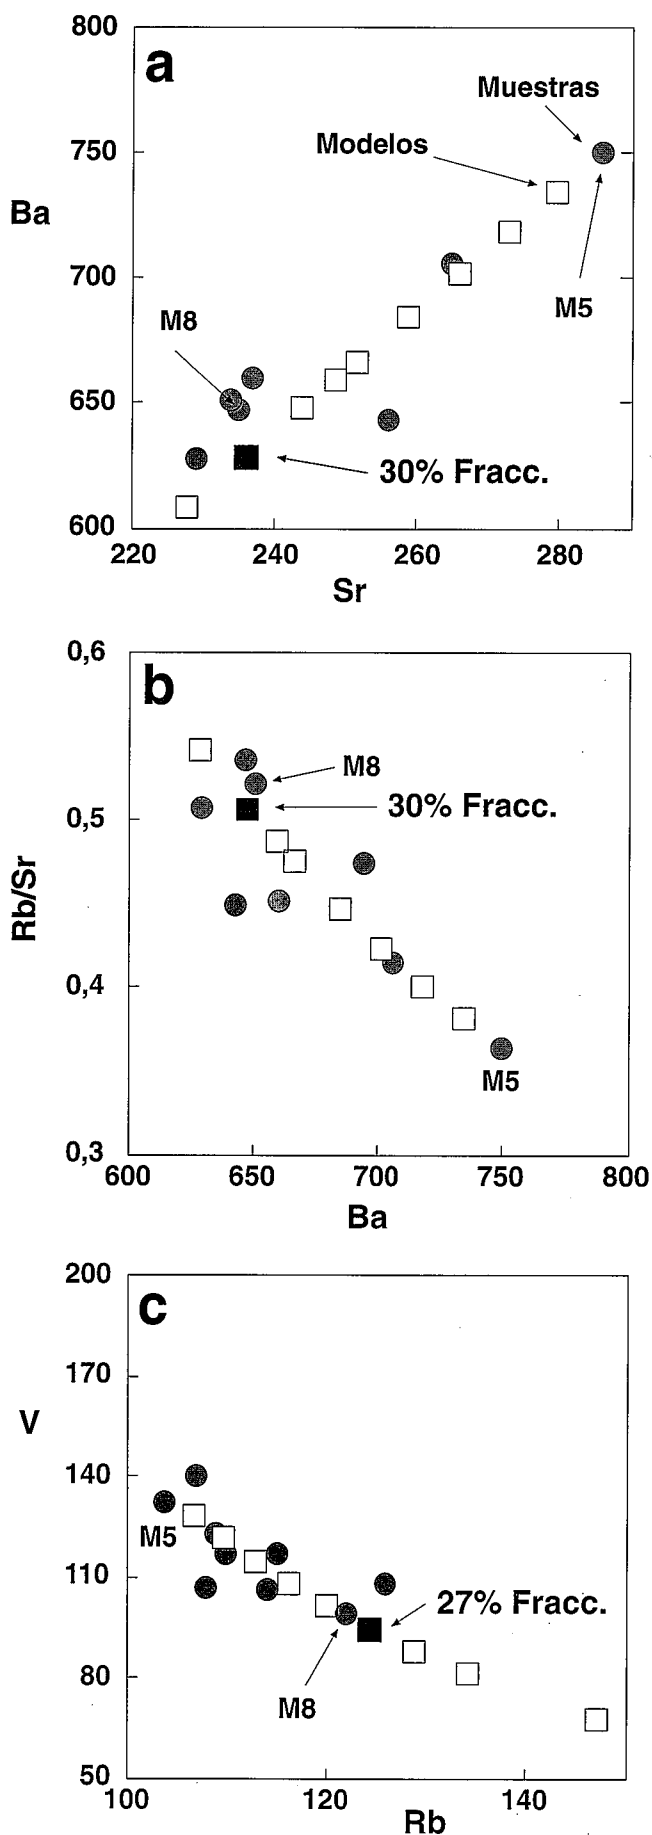 800
a
Muestras
Modelos
750
Ba
700
M5
M8
650
30% Fracc.
600
220
240
260
280
Sr
0,6
b
M8
30% Fracc.
0,5
Rb/Sr
0,4
M5
0,3
600
650
700
750
800
Ba
200
c
170
V
140
M5
110
27% Fracc.
80
M8
50
100
120
140
Rb